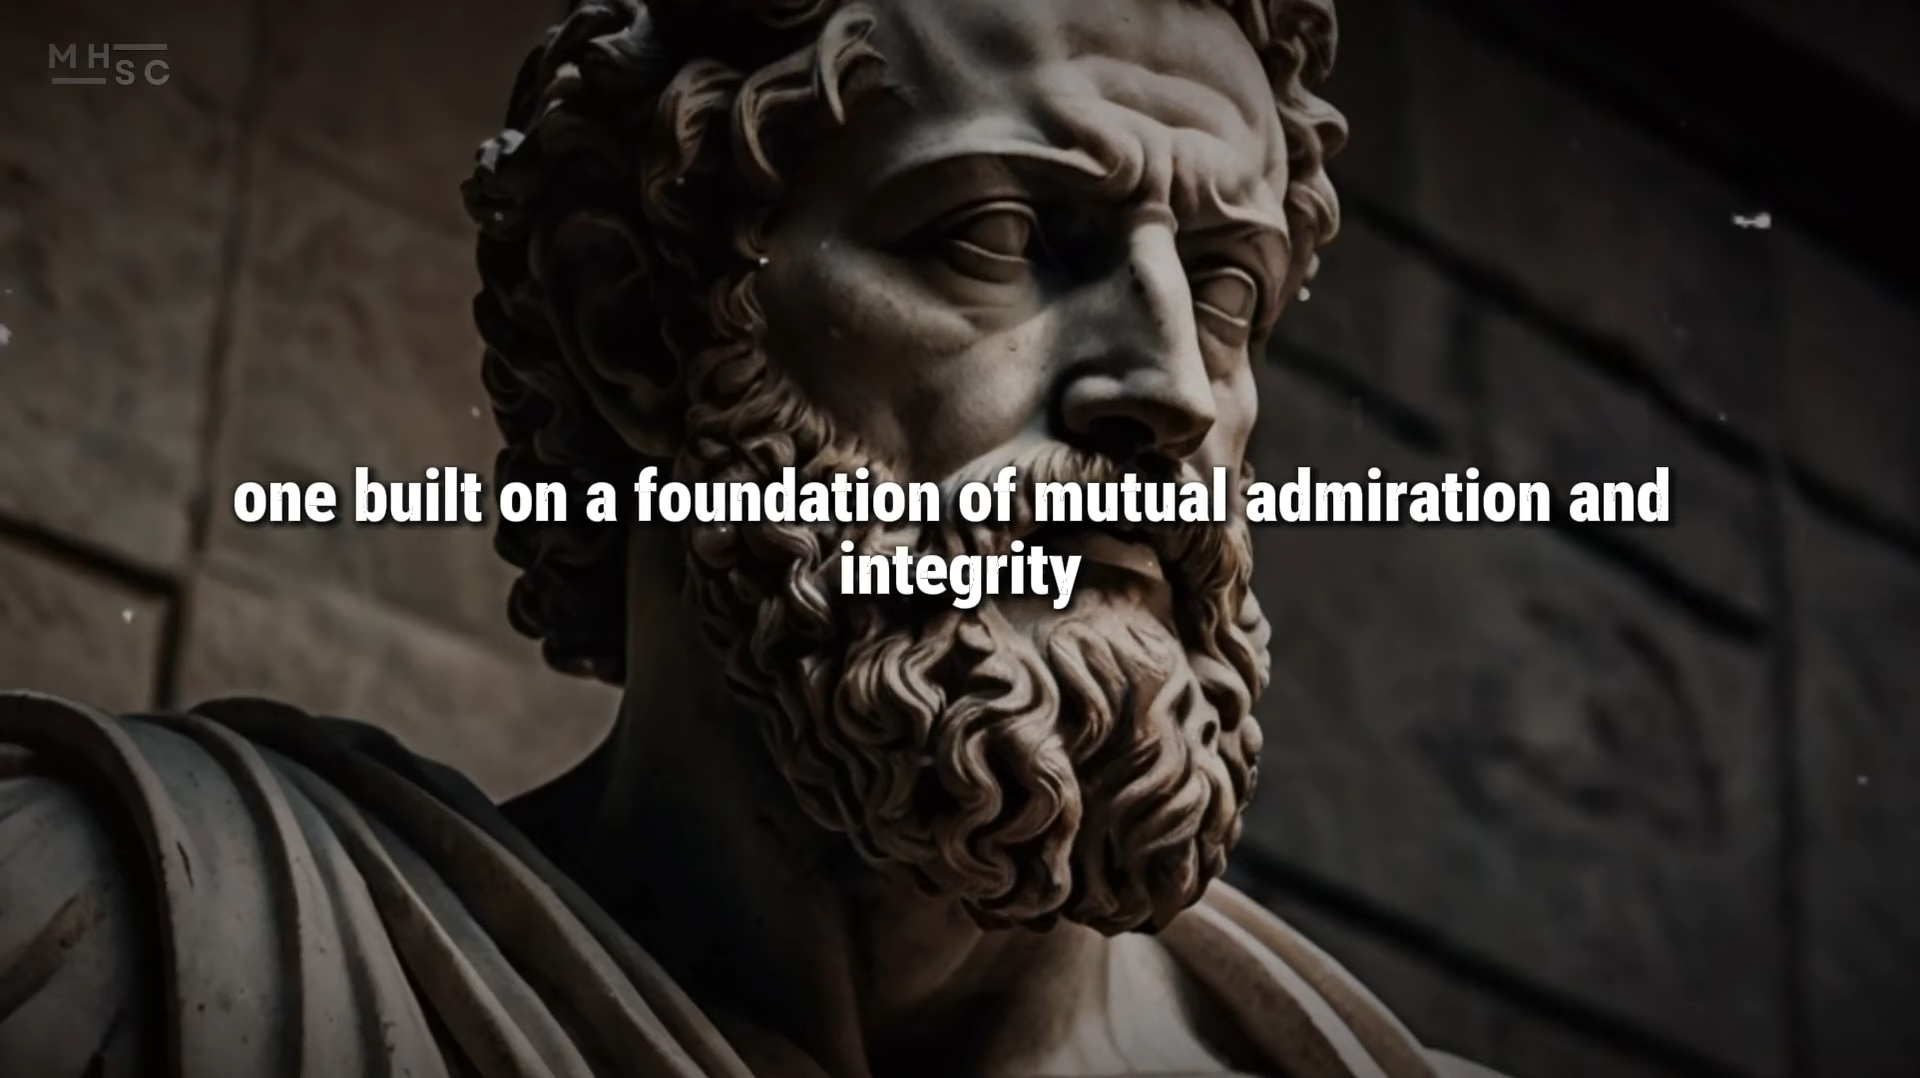 MH
SC
one built on a foundation of mutual admiration and
integrity